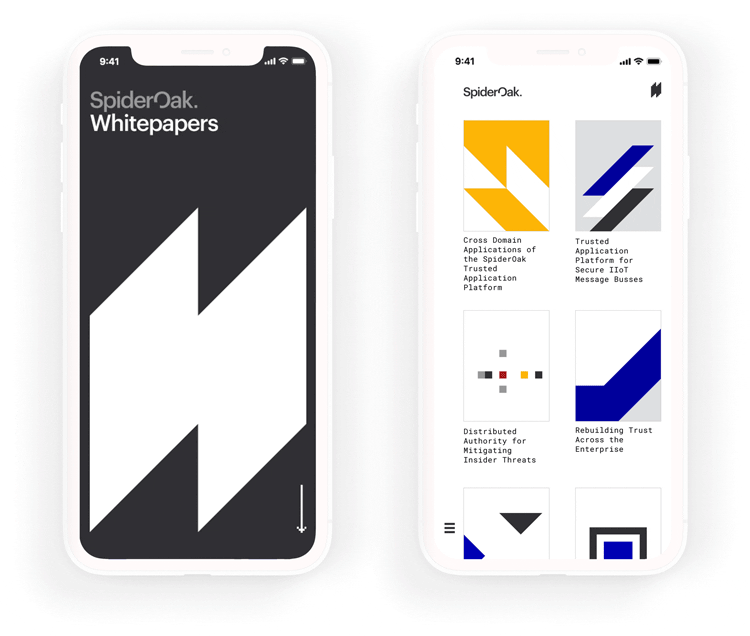 9:41
SpiderOak.
Whitepapers
9:41
SpiderOak.
Cross Domain
Applications of
the SpiderOak
Trusted
Application
Platform
Trusted
Application
Platform for
Secure IIoT
Message Busses
Distributed
Authority for
Mitigating
Insider Threats
Rebuilding Trust
Across the
Enterprise